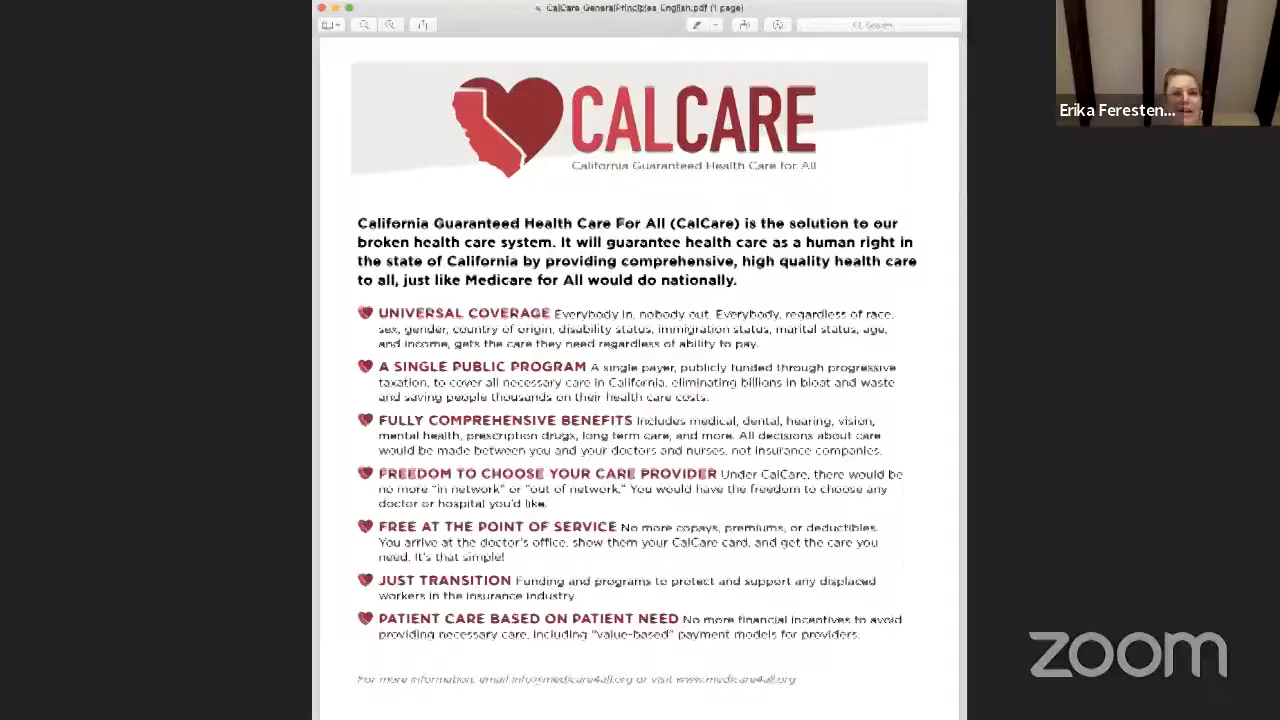 CalCare_GeneralPrinciples_English.pdf (1 page)
Search
CALCARE
California Guaranteed Health Care for All
Erika Feresten...
California Guaranteed Health Care For All (CalCare) is the solution to our
broken health care system. It will guarantee health care as a human right in
the state of California by providing comprehensive, high quality health care
to all, just like Medicare for All would do nationally.
UNIVERSAL COVERAGE Everybody in, nobody out. Everybody, regardless of race,
sex, gender, country of origin, disability status, immigration status, marital status, age,
and income, gets the care they need regardless of ability to pay.
A SINGLE PUBLIC PROGRAM A single payer, publicly funded through progressive
taxation, to cover all necessary care in California, eliminating billions in bloat and waste
and saving people thousands on their health care costs.
FULLY COMPREHENSIVE BENEFITS Includes medical, dental, hearing, vision,
mental health, prescription drugs, long term care, and more. All decisions about care
would be made between you and your doctors and nurses, not insurance companies.
FREEDOM TO CHOOSE YOUR CARE PROVIDER Under CalCare, there would be
no more "in network" or "out of network." You would have the freedom to choose any
doctor or hospital you'd like.
FREE AT THE POINT OF SERVICE No more copays, premiums, or deductibles.
You arrive at the doctor's office, show them your CalCare card, and get the care you
need. It's that simple!
JUST TRANSITION Funding and programs to protect and support any displaced
workers in the insurance industry.
PATIENT CARE BASED ON PATIENT NEED No more financial incentives to avoid
providing necessary care, including "value-based" payment models for providers.
For more information, email info@medicare4all.org or visit www.medicare4all.org
zoom